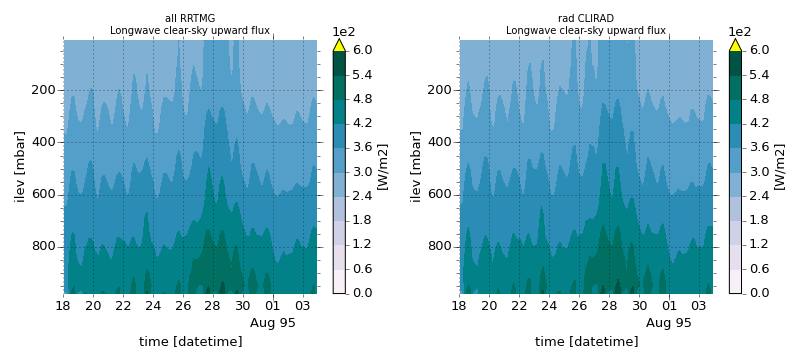 all RRTMG
Longwave clear-sky upward flux
1e2
6.0
5.4
4.8
4.2
3.6
3.0
2.4
1.8
1.2
0.6
0.0
[W/m2]
200
400
600
800
ilev [mbar]
18 20 22 24 26 28 30 01 03
Aug 95
time [datetime]
rad CLIRAD
Longwave clear-sky upward flux
1e2
6.0
5.4
4.8
4.2
3.6
3.0
2.4
1.8
1.2
0.6
0.0
[W/m2]
200
400
600
800
ilev [mbar]
18 20 22 24 26 28 30 01 03
Aug 95
time [datetime]